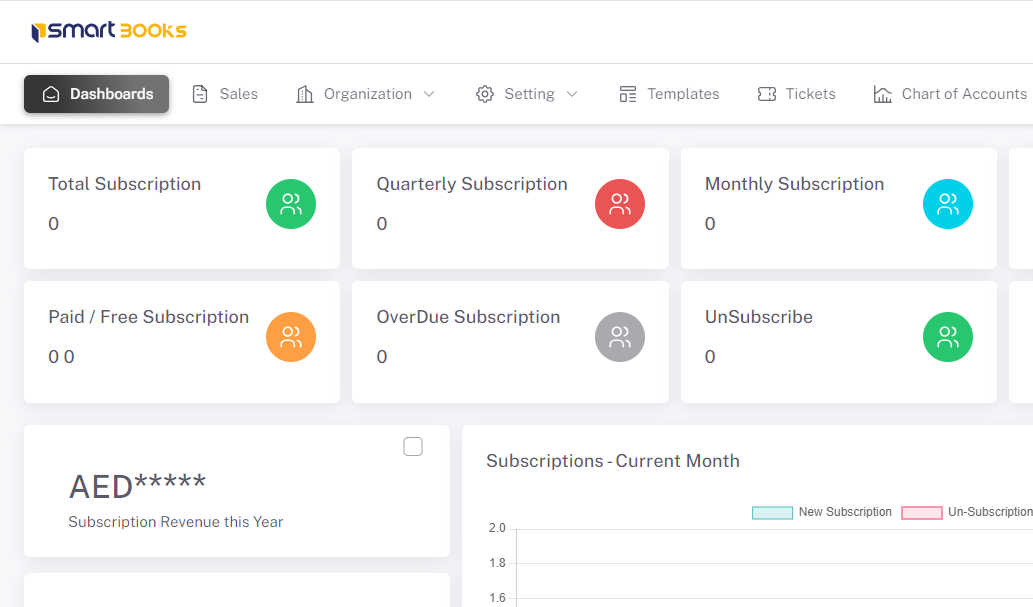 smart BOOKS
Dashboards Sales Organization Setting Templates Tickets Chart of Accounts
Total Subscription
0
Quarterly Subscription
0
Monthly Subscription
0
Paid / Free Subscription
0 0
OverDue Subscription
0
UnSubscribe
0
AED*****
Subscription Revenue this Year
Subscriptions - Current Month
New Subscription Un-Subscription
2.0
1.8
1.6